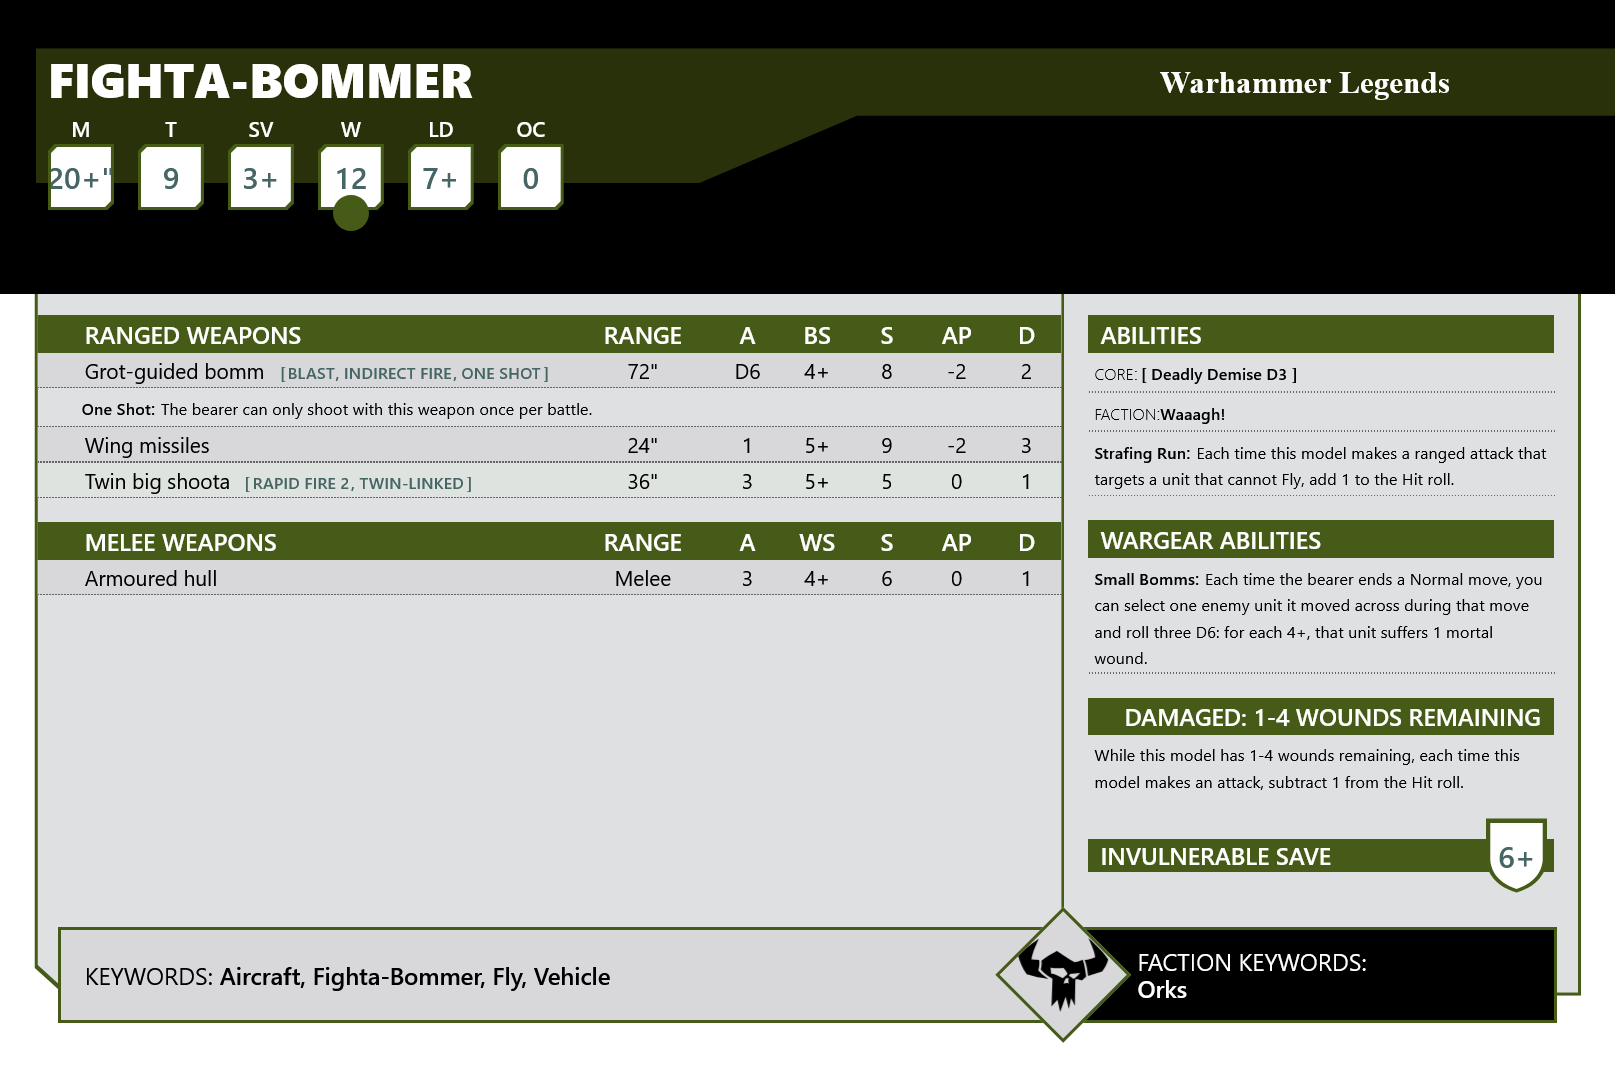 FIGHTA-BOMMER
Warhammer Legends
M T SV W LD OC
20+" 9 3+ 12 7+ 0
RANGED WEAPONS RANGE A BS S AP D
Grot-guided bomm [BLAST, INDIRECT FIRE, ONE SHOT] 72" D6 4+ 8 -2 2
One Shot: The bearer can only shoot with this weapon once per battle.
Wing missiles 24" 1 5+ 9 -2 3
Twin big shoota [RAPID FIRE 2, TWIN-LINKED] 36" 3 5+ 5 0 1
MELEE WEAPONS RANGE A WS S AP D
Armoured hull Melee 3 4+ 6 0 1
ABILITIES
CORE: [ Deadly Demise D3 ]
FACTION:Waaagh!
Strafing Run: Each time this model makes a ranged attack that
targets a unit that cannot Fly, add 1 to the Hit roll.
WARGEAR ABILITIES
Small Bomms: Each time the bearer ends a Normal move, you
can select one enemy unit it moved across during that move
and roll three D6: for each 4+, that unit suffers 1 mortal
wound.
DAMAGED: 1-4 WOUNDS REMAINING
While this model has 1-4 wounds remaining, each time this
model makes an attack, subtract 1 from the Hit roll.
INVULNERABLE SAVE 6+
KEYWORDS: Aircraft, Fighta-Bommer, Fly, Vehicle
FACTION KEYWORDS:
Orks